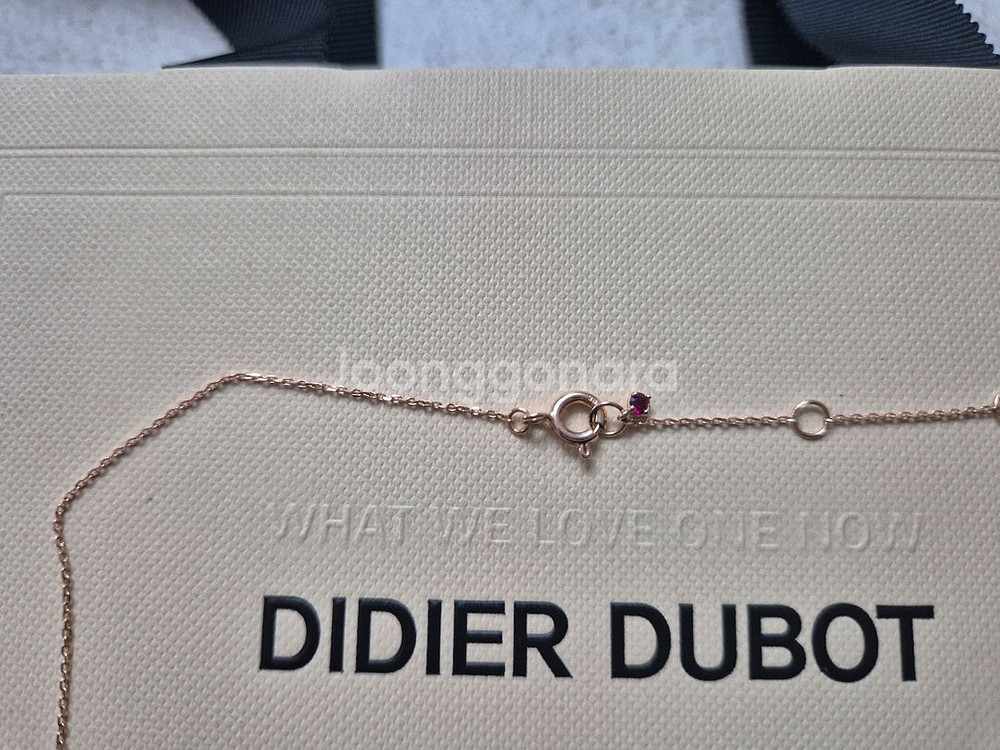 joonggonara
WHAT WE LOVE ONE NOW
DIDIER DUBOT